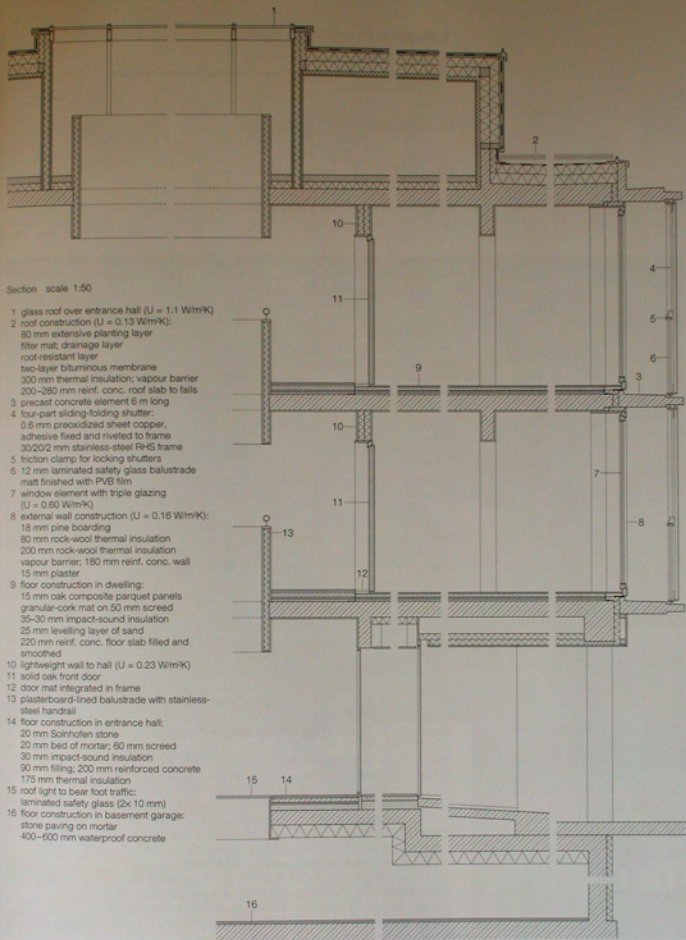 1
2
10
4
11
5
6
9
3
10
11
7
8
13
12
15
14
16
Section scale 1:50
1 glass roof over entrance hall (U = 1.1 W/m²K)
2 roof construction (U = 0.13 W/m²K):
80 mm extensive planting layer
filter mat; drainage layer
root-resistant layer
two-layer bituminous membrane
300 mm thermal insulation; vapour barrier
200–280 mm reinf. conc. roof slab to falls
3 precast concrete element 6 m long
4 four-part sliding-folding shutter:
0.6 mm preoxidized sheet copper,
adhesive fixed and riveted to frame
30/20/2 mm stainless-steel RHS frame
5 friction clamp for locking shutters
6 12 mm laminated safety glass balustrade
matt finished with PVB film
7 window element with triple glazing
(U = 0.60 W/m²K)
8 external wall construction (U = 0.16 W/m²K):
18 mm pine boarding
80 mm rock-wool thermal insulation
200 mm rock-wool thermal insulation
vapour barrier; 180 mm reinf. conc. wall
15 mm plaster
9 floor construction in dwelling:
15 mm oak composite parquet panels
granular-cork mat on 50 mm screed
35–30 mm impact-sound insulation
25 mm levelling layer of sand
220 mm reinf. conc. floor slab filled and
smoothed
10 lightweight wall to hall (U = 0.23 W/m²K)
11 solid oak front door
12 door mat integrated in frame
13 plasterboard-lined balustrade with stainless-
steel handrail
14 floor construction in entrance hall:
20 mm Solnhofen stone
20 mm bed of mortar; 60 mm screed
30 mm impact-sound insulation
90 mm filling; 200 mm reinforced concrete
175 mm thermal insulation
15 roof light to bear foot traffic:
laminated safety glass (2× 10 mm)
16 floor construction in basement garage:
stone paving on mortar
400–600 mm waterproof concrete